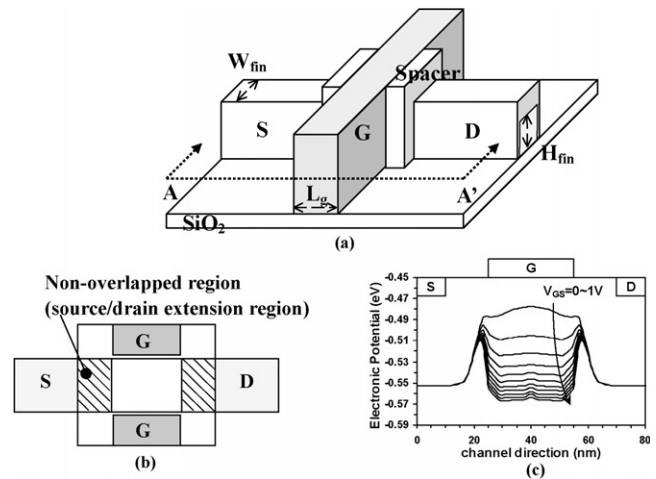 W_fin
Spacer
S
G
D
H_fin
A
A'
L_g
SiO2
(a)
Non-overlapped region
(source/drain extension region)
G
S
D
G
(b)
G
S
D
V_GS=0~1V
Electronic Potential (eV)
-0.45
-0.47
-0.49
-0.51
-0.53
-0.55
-0.57
-0.59
0 20 40 60 80
channel direction (nm)
(c)